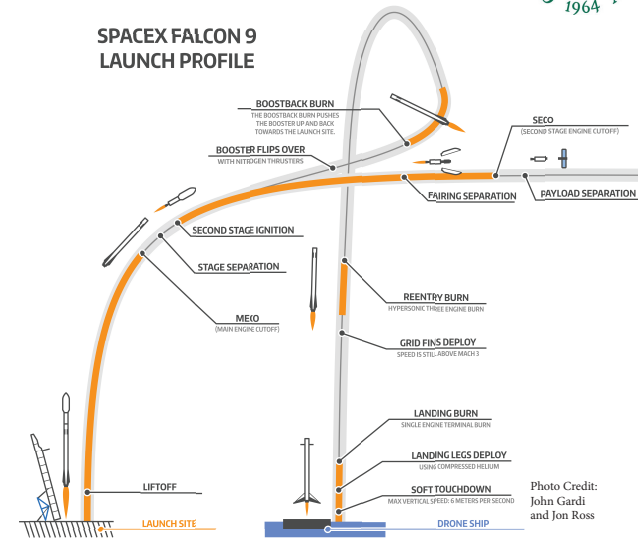 1964
SPACEX FALCON 9
LAUNCH PROFILE
BOOSTBACK BURN
THE BOOSTBACK BURN PUSHES
THE BOOSTER UP AND BACK
TOWARDS THE LAUNCH SITE.
SECO
(SECOND STAGE ENGINE CUTOFF)
BOOSTER FLIPS OVER
WITH NITROGEN THRUSTERS
FAIRING SEPARATION
PAYLOAD SEPARATION
SECOND STAGE IGNITION
STAGE SEPARATION
MECO
(MAIN ENGINE CUTOFF)
REENTRY BURN
HYPERSONIC THREE ENGINE BURN
GRID FINS DEPLOY
SPEED IS STILL ABOVE MACH 3
LANDING BURN
SINGLE ENGINE TERMINAL BURN
LANDING LEGS DEPLOY
USING COMPRESSED HELIUM
LIFTOFF
SOFT TOUCHDOWN
MAX VERTICAL SPEED: 6 METERS PER SECOND
Photo Credit:
John Gardi
and Jon Ross
LAUNCH SITE
DRONE SHIP